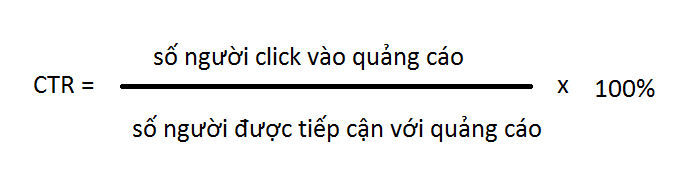 số người click vào quảng cáo
CTR = x 100%
số người được tiếp cận với quảng cáo